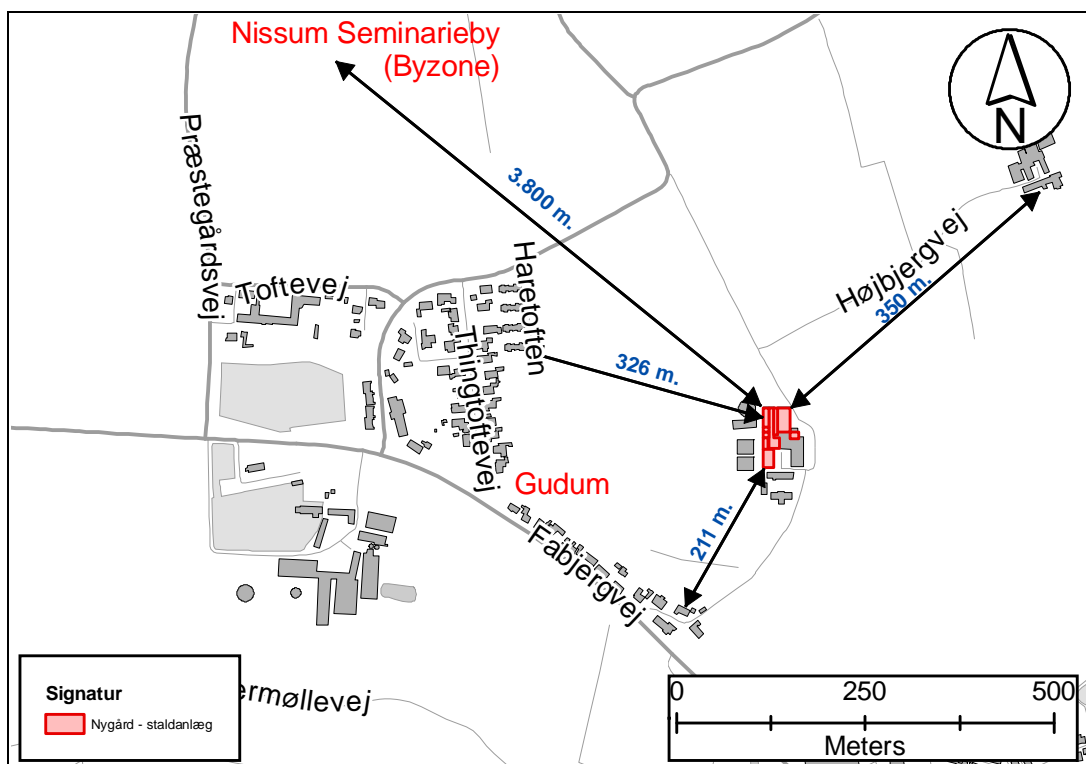 Nissum Seminarieby
(Byzone)
N
Præstegårdsvej
3.800 m.
Højbjergvej
350 m.
Toftevej
Haretoften
Thingtoftevej
326 m.
Gudum
211 m.
Fabjergvej
ermøllevej
Signatur
Nygård - staldanlæg
0 250 500
Meters